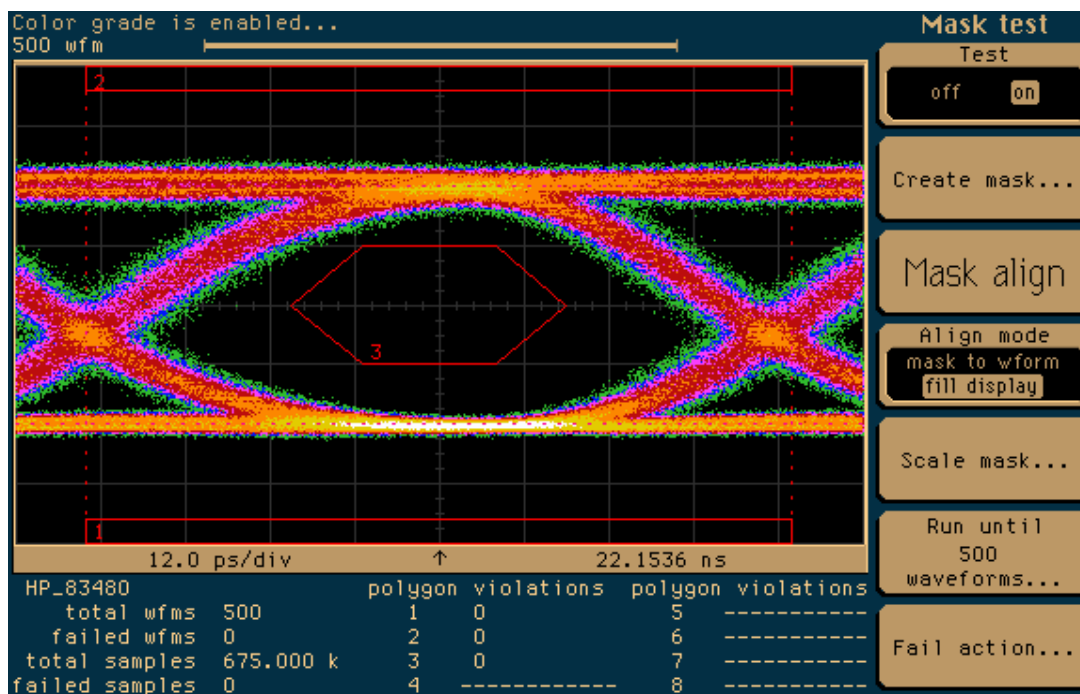 Color grade is enabled...
500 wfm
Mask test
Test
off on
Create mask...
Mask align
Align mode
mask to wform
fill display
Scale mask...
Run until
500
waveforms...
Fail action...
2
3
1
12.0 ps/div ↑ 22.1536 ns
HP_83480 polygon violations polygon violations
total wfms 500 1 0 5 -----------
failed wfms 0 2 0 6 -----------
total samples 675.000 k 3 0 7 -----------
failed samples 0 4 ------------ 8 -----------